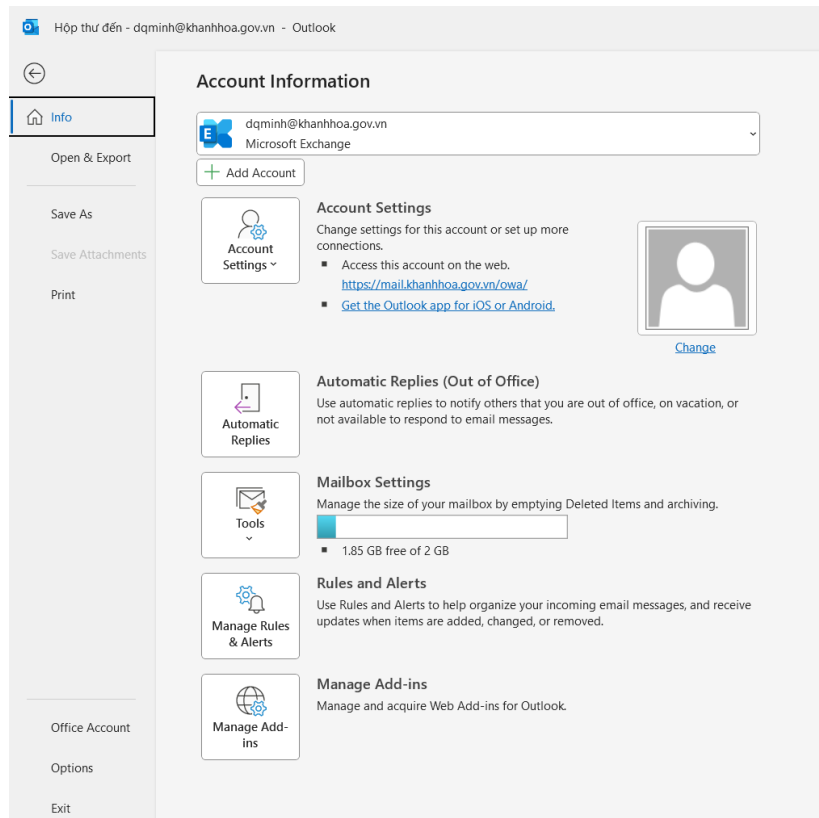 Hộp thư đến - dqminh@khanhhoa.gov.vn - Outlook
Info
Open & Export
Save As
Save Attachments
Print
Office Account
Options
Exit
Account Information
E
dqminh@khanhhoa.gov.vn
Microsoft Exchange
Add Account
Account
Settings
Account Settings
Change settings for this account or set up more
connections.
Access this account on the web.
https://mail.khanhhoa.gov.vn/owa/
Get the Outlook app for iOS or Android.
Change
Automatic
Replies
Automatic Replies (Out of Office)
Use automatic replies to notify others that you are out of office, on vacation, or
not available to respond to email messages.
Tools
Mailbox Settings
Manage the size of your mailbox by emptying Deleted Items and archiving.
1.85 GB free of 2 GB
Manage Rules
& Alerts
Rules and Alerts
Use Rules and Alerts to help organize your incoming email messages, and receive
updates when items are added, changed, or removed.
Manage Add-
ins
Manage Add-ins
Manage and acquire Web Add-ins for Outlook.